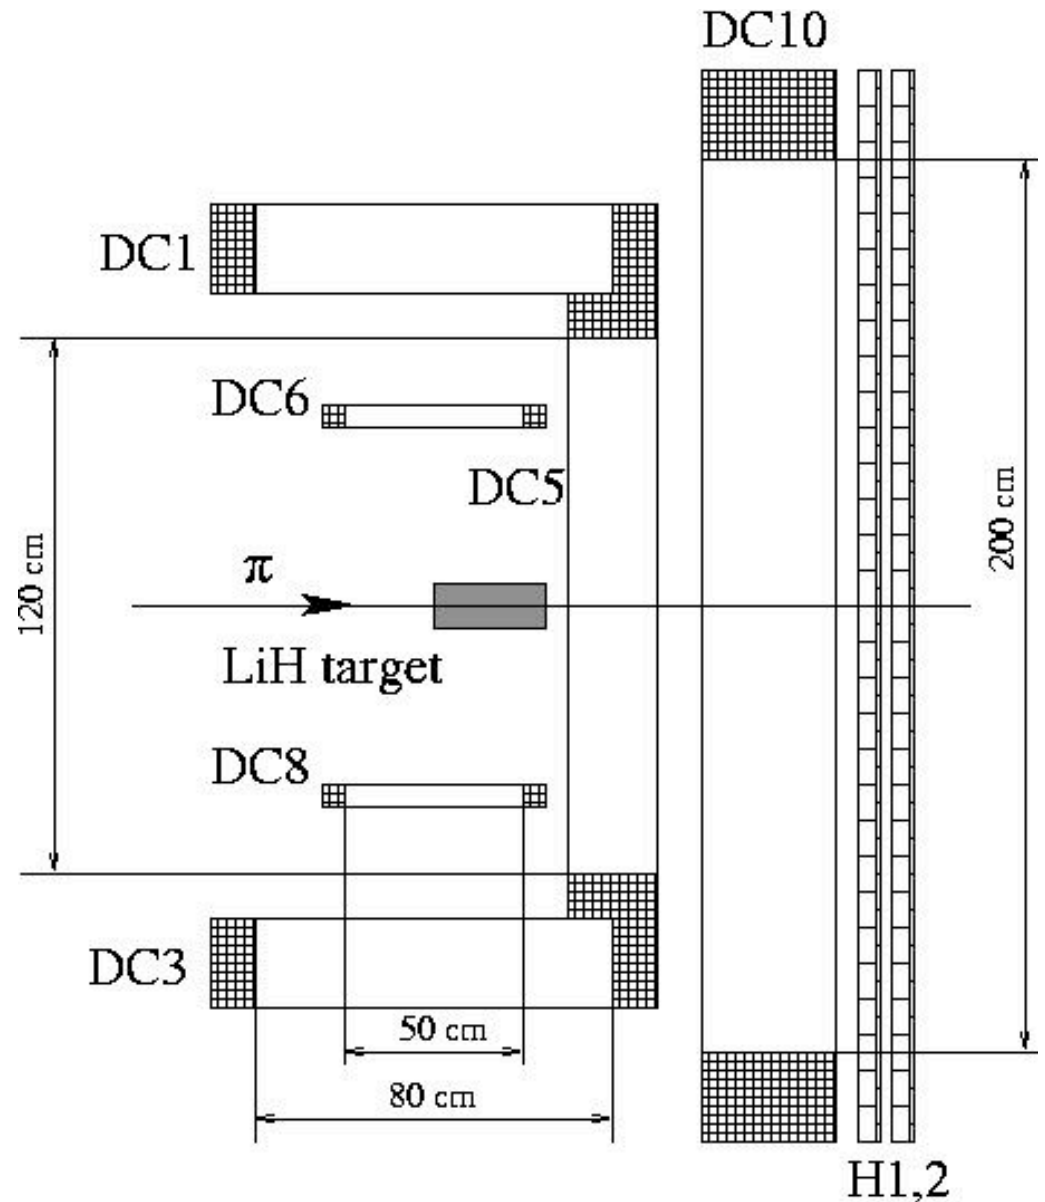 DC10
DC1
DC6
DC5
120 cm
200 cm
π
LiH target
DC8
DC3
50 cm
80 cm
H1,2